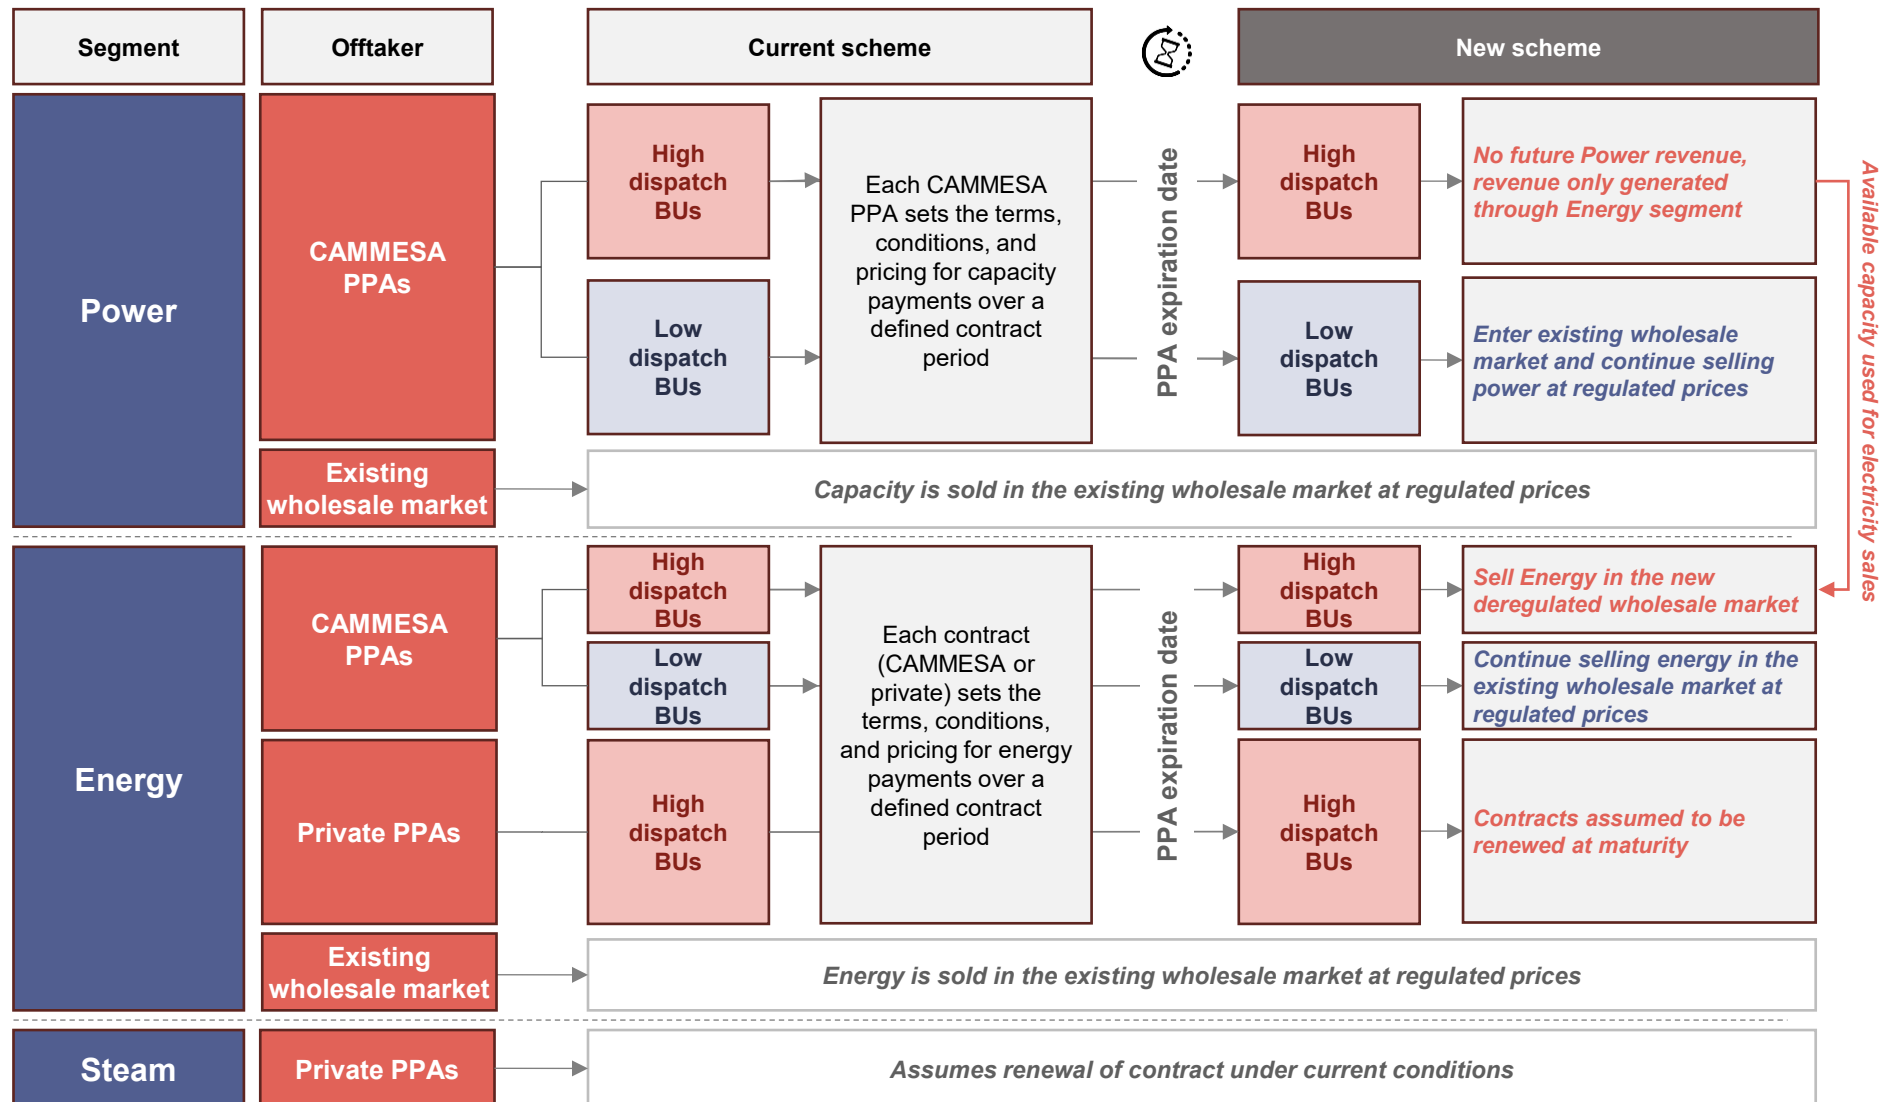 Segment
Offtaker
Current scheme
New scheme
Power
CAMMESA
PPAs
High
dispatch
BUs
Low
dispatch
BUs
Each CAMMESA
PPA sets the terms,
conditions, and
pricing for capacity
payments over a
defined contract
period
PPA expiration date
High
dispatch
BUs
No future Power revenue,
revenue only generated
through Energy segment
Low
dispatch
BUs
Enter existing wholesale
market and continue selling
power at regulated prices
Available capacity used for electricity sales
Existing
wholesale market
Capacity is sold in the existing wholesale market at regulated prices
Energy
CAMMESA
PPAs
High
dispatch
BUs
Low
dispatch
BUs
Private PPAs
High
dispatch
BUs
Each contract
(CAMMESA or
private) sets the
terms, conditions,
and pricing for energy
payments over a
defined contract
period
PPA expiration date
High
dispatch
BUs
Sell Energy in the new
deregulated wholesale market
Low
dispatch
BUs
Continue selling energy in the
existing wholesale market at
regulated prices
High
dispatch
BUs
Contracts assumed to be
renewed at maturity
Existing
wholesale market
Energy is sold in the existing wholesale market at regulated prices
Steam
Private PPAs
Assumes renewal of contract under current conditions